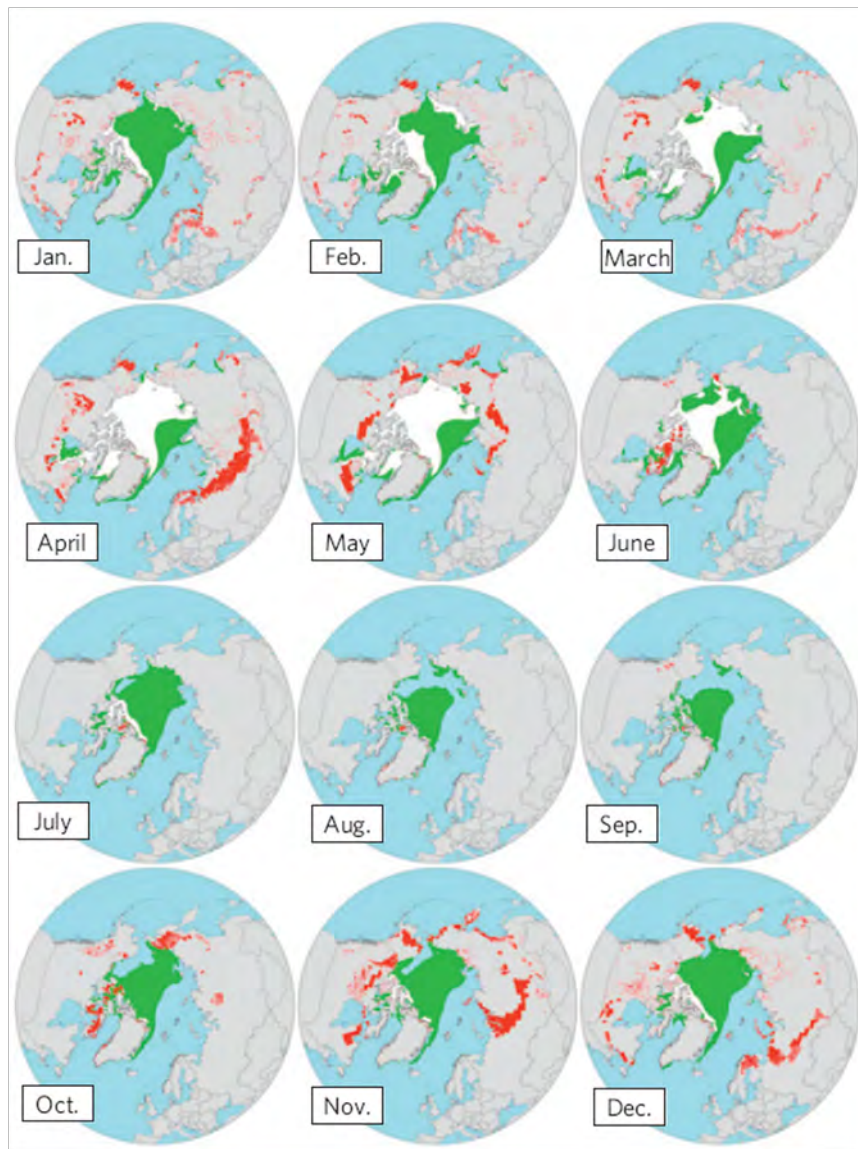 Jan.
Feb.
March
April
May
June
July
Aug.
Sep.
Oct.
Nov.
Dec.